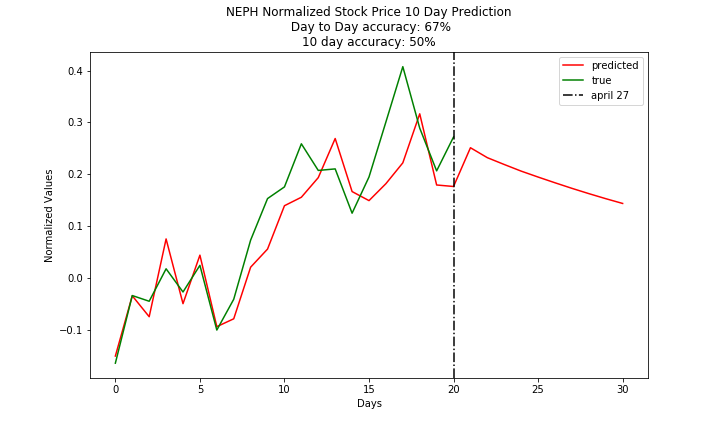 NEPH Normalized Stock Price 10 Day Prediction
Day to Day accuracy: 67%
10 day accuracy: 50%
predicted
true
april 27
0.4
0.3
0.2
0.1
0.0
−0.1
Normalized Values
0 5 10 15 20 25 30
Days